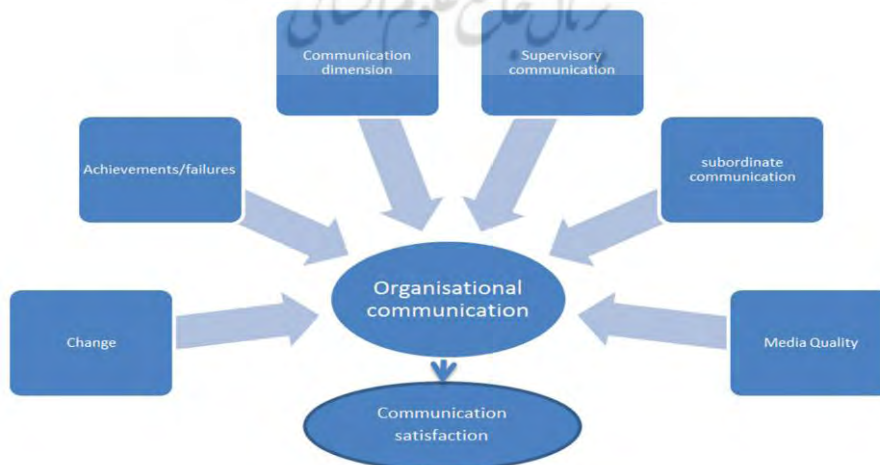 Communication
dimension
Supervisory
communication
Achievements/failures
subordinate
communication
Organisational
communication
Change
Media Quality
Communication
satisfaction